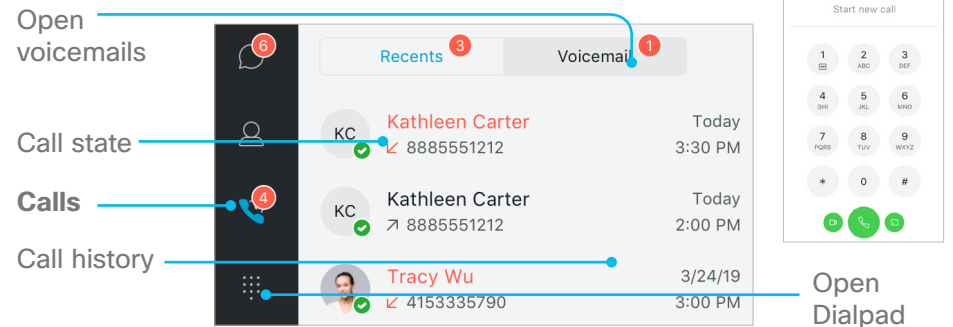 Open
voicemails
Call state
Calls
Call history
6
4
Recents 3
Voicemail 1
KC
Kathleen Carter
8885551212
Today
3:30 PM
KC
Kathleen Carter
8885551212
Today
2:00 PM
Tracy Wu
4153335790
3/24/19
3:00 PM
Start new call
1 2 3
ABC DEF
4 5 6
GHI JKL MNO
7 8 9
PQRS TUV WXYZ
* 0 #
Open
Dialpad